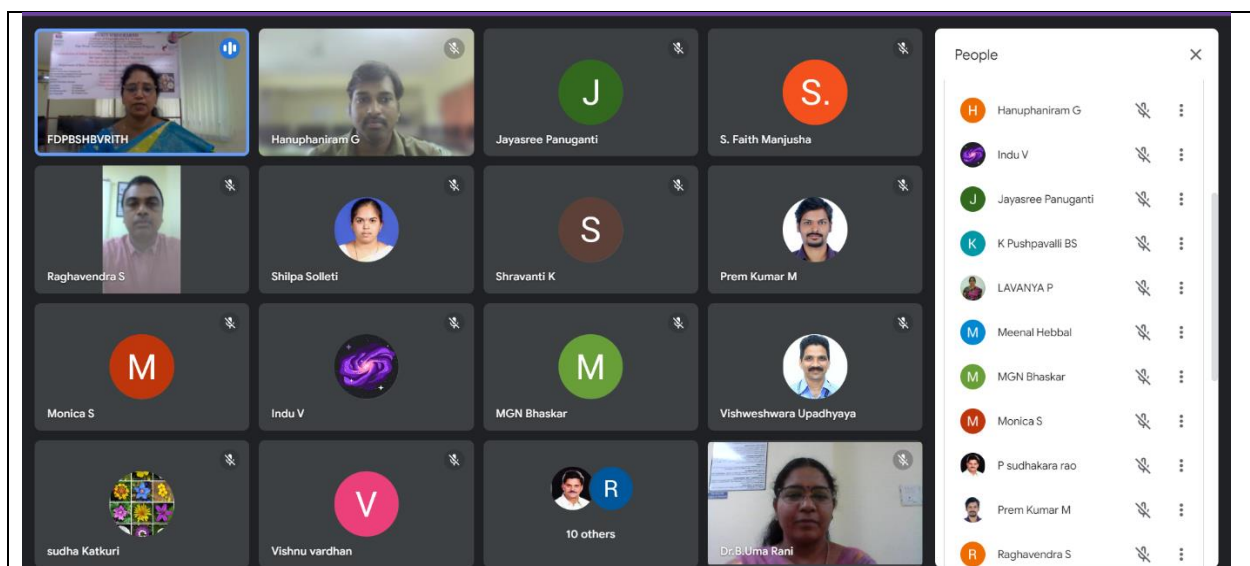 FDPBSHBVRITH
Hanuphaniram G
J
Jayasree Panuganti
S.
S. Faith Manjusha
Raghavendra S
Shilpa Solleti
S
Shravanti K
Prem Kumar M
M
Monica S
Indu V
M
MGN Bhaskar
Vishweshwara Upadhyaya
sudha Katkuri
V
Vishnu vardhan
R
10 others
Dr.B.Uma Rani
People
H Hanuphaniram G
Indu V
J Jayasree Panuganti
K K Pushpavalli BS
LAVANYA P
M Meenal Hebbal
M MGN Bhaskar
M Monica S
P sudhakara rao
Prem Kumar M
R Raghavendra S